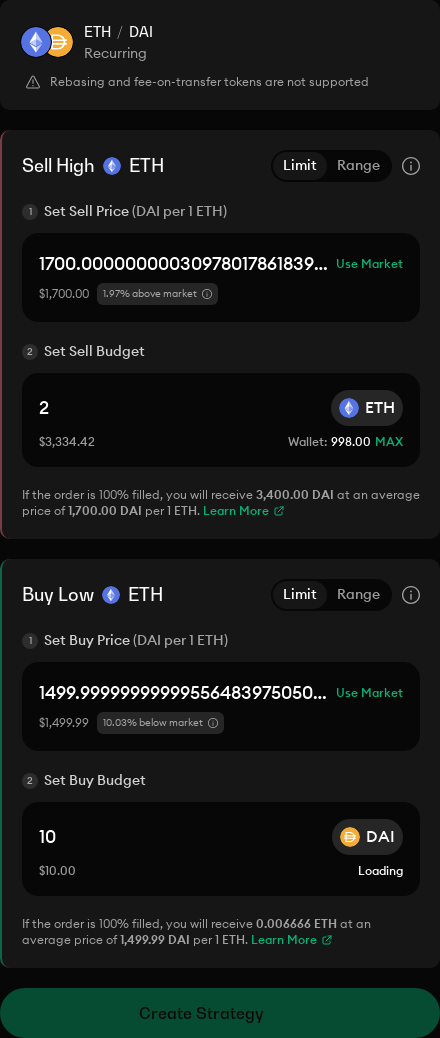 ETH / DAI
Recurring
Rebasing and fee-on-transfer tokens are not supported
Sell High ETH Limit Range
1 Set Sell Price (DAI per 1 ETH)
1700.00000000030978017861839... Use Market
$1,700.00 1.97% above market
2 Set Sell Budget
2 ETH
$3,334.42 Wallet: 998.00 MAX
If the order is 100% filled, you will receive 3,400.00 DAI at an average
price of 1,700.00 DAI per 1 ETH. Learn More
Buy Low ETH Limit Range
1 Set Buy Price (DAI per 1 ETH)
1499.99999999999556483975050... Use Market
$1,499.99 10.03% below market
2 Set Buy Budget
10 DAI
$10.00 Loading
If the order is 100% filled, you will receive 0.006666 ETH at an
average price of 1,499.99 DAI per 1 ETH. Learn More
Create Strategy